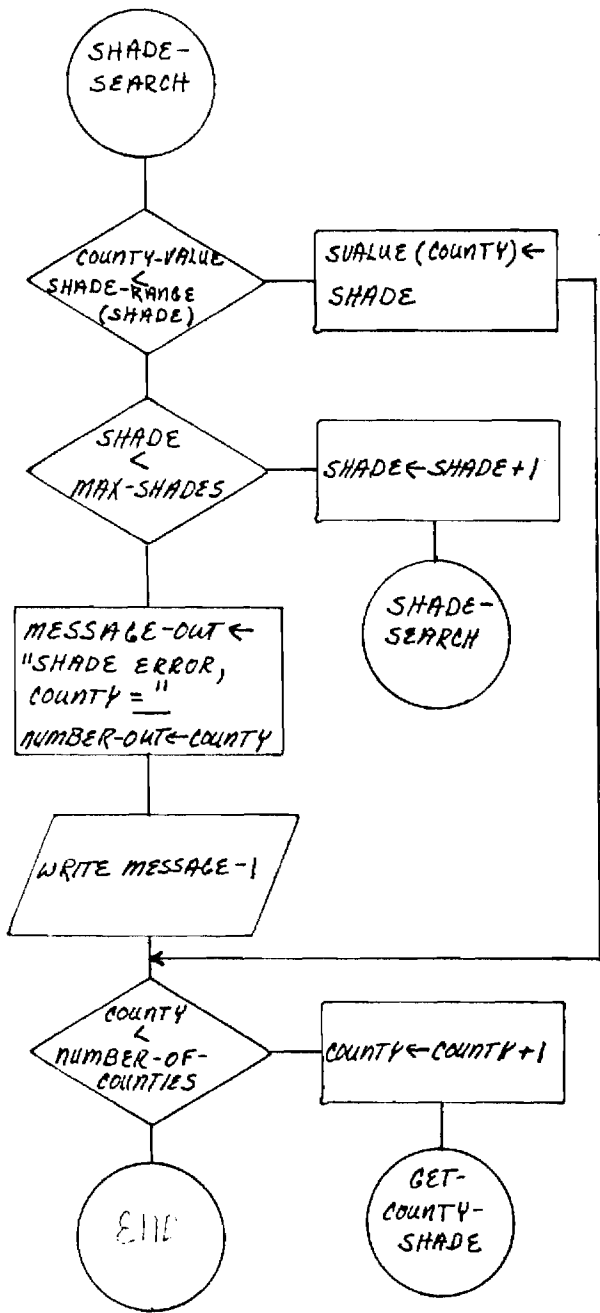 SHADE-
SEARCH
COUNTY-VALUE
<
SHADE-RANGE
(SHADE)
SVALUE (COUNTY) ←
SHADE
SHADE
<
MAX-SHADES
SHADE ← SHADE + 1
SHADE-
SEARCH
MESSAGE-OUT ←
"SHADE ERROR,
COUNTY = "
NUMBER-OUT ← COUNTY
WRITE MESSAGE-1
COUNTY
<
NUMBER-OF-
COUNTIES
COUNTY ← COUNTY + 1
END
GET-
COUNTY-
SHADE